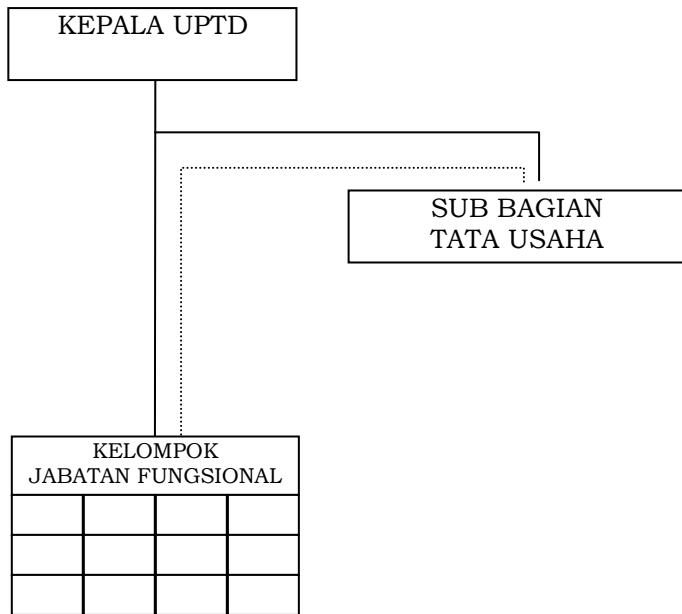 KEPALA UPTD
SUB BAGIAN
TATA USAHA
KELOMPOK
JABATAN FUNGSIONAL